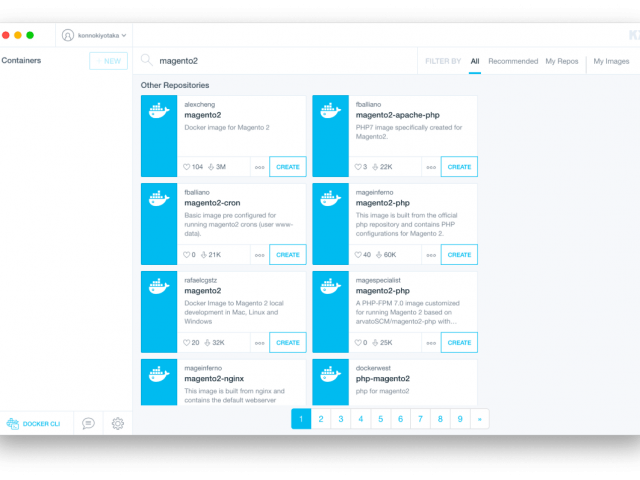 konnokiyotaka
Containers
+ NEW
magento2
FILTER BY All Recommended My Repos My Images
Other Repositories
alexcheng
magento2
Docker image for Magento 2
104 3M
CREATE
fballiano
magento2-apache-php
PHP7 image specifically created for
Magento2.
3 22K
CREATE
fballiano
magento2-cron
Basic image pre configured for
running magento2 crons (user www-
data).
0 21K
CREATE
mageinferno
magento2-php
This image is built from the official
php repository and contains PHP
configurations for Magento 2.
40 60K
CREATE
rafaelcgstz
magento2
Docker Image to Magento 2 local
development in Mac, Linux and
Windows
20 32K
CREATE
magespecialist
magento2-php
A PHP-FPM 7.0 image customized
for running Magento 2 based on
arvatoSCM/magento2-php with…
0 25K
CREATE
mageinferno
magento2-nginx
This image is built from nginx and
contains the default webserver
dockerwest
php-magento2
php for magento2
1 2 3 4 5 6 7 8 9 »
DOCKER CLI